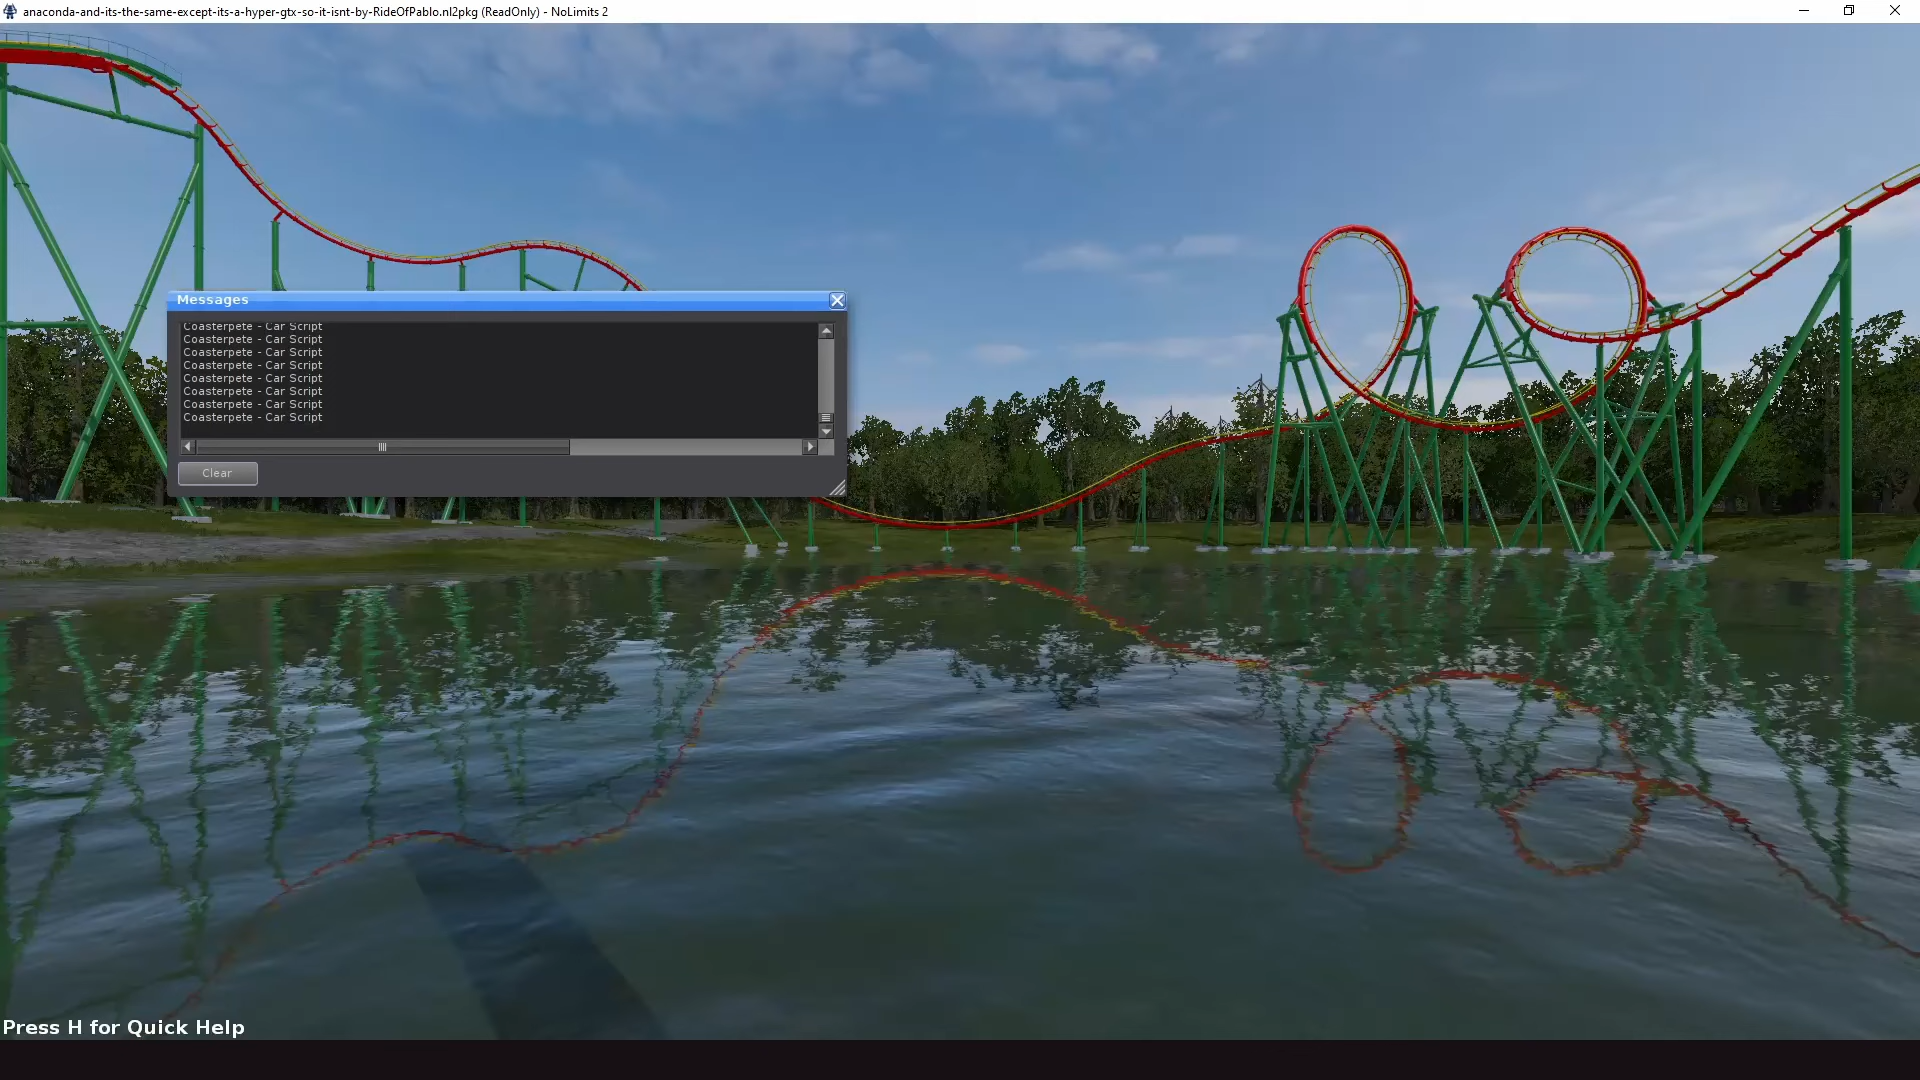 anaconda-and-its-the-same-except-its-a-hyper-gtx-so-it-isnt-by-RideOfPablo.nl2pkg (ReadOnly) - NoLimits 2
Messages
Coasterpete - Car Script
Coasterpete - Car Script
Coasterpete - Car Script
Coasterpete - Car Script
Coasterpete - Car Script
Coasterpete - Car Script
Coasterpete - Car Script
Coasterpete - Car Script
Clear
Press H for Quick Help